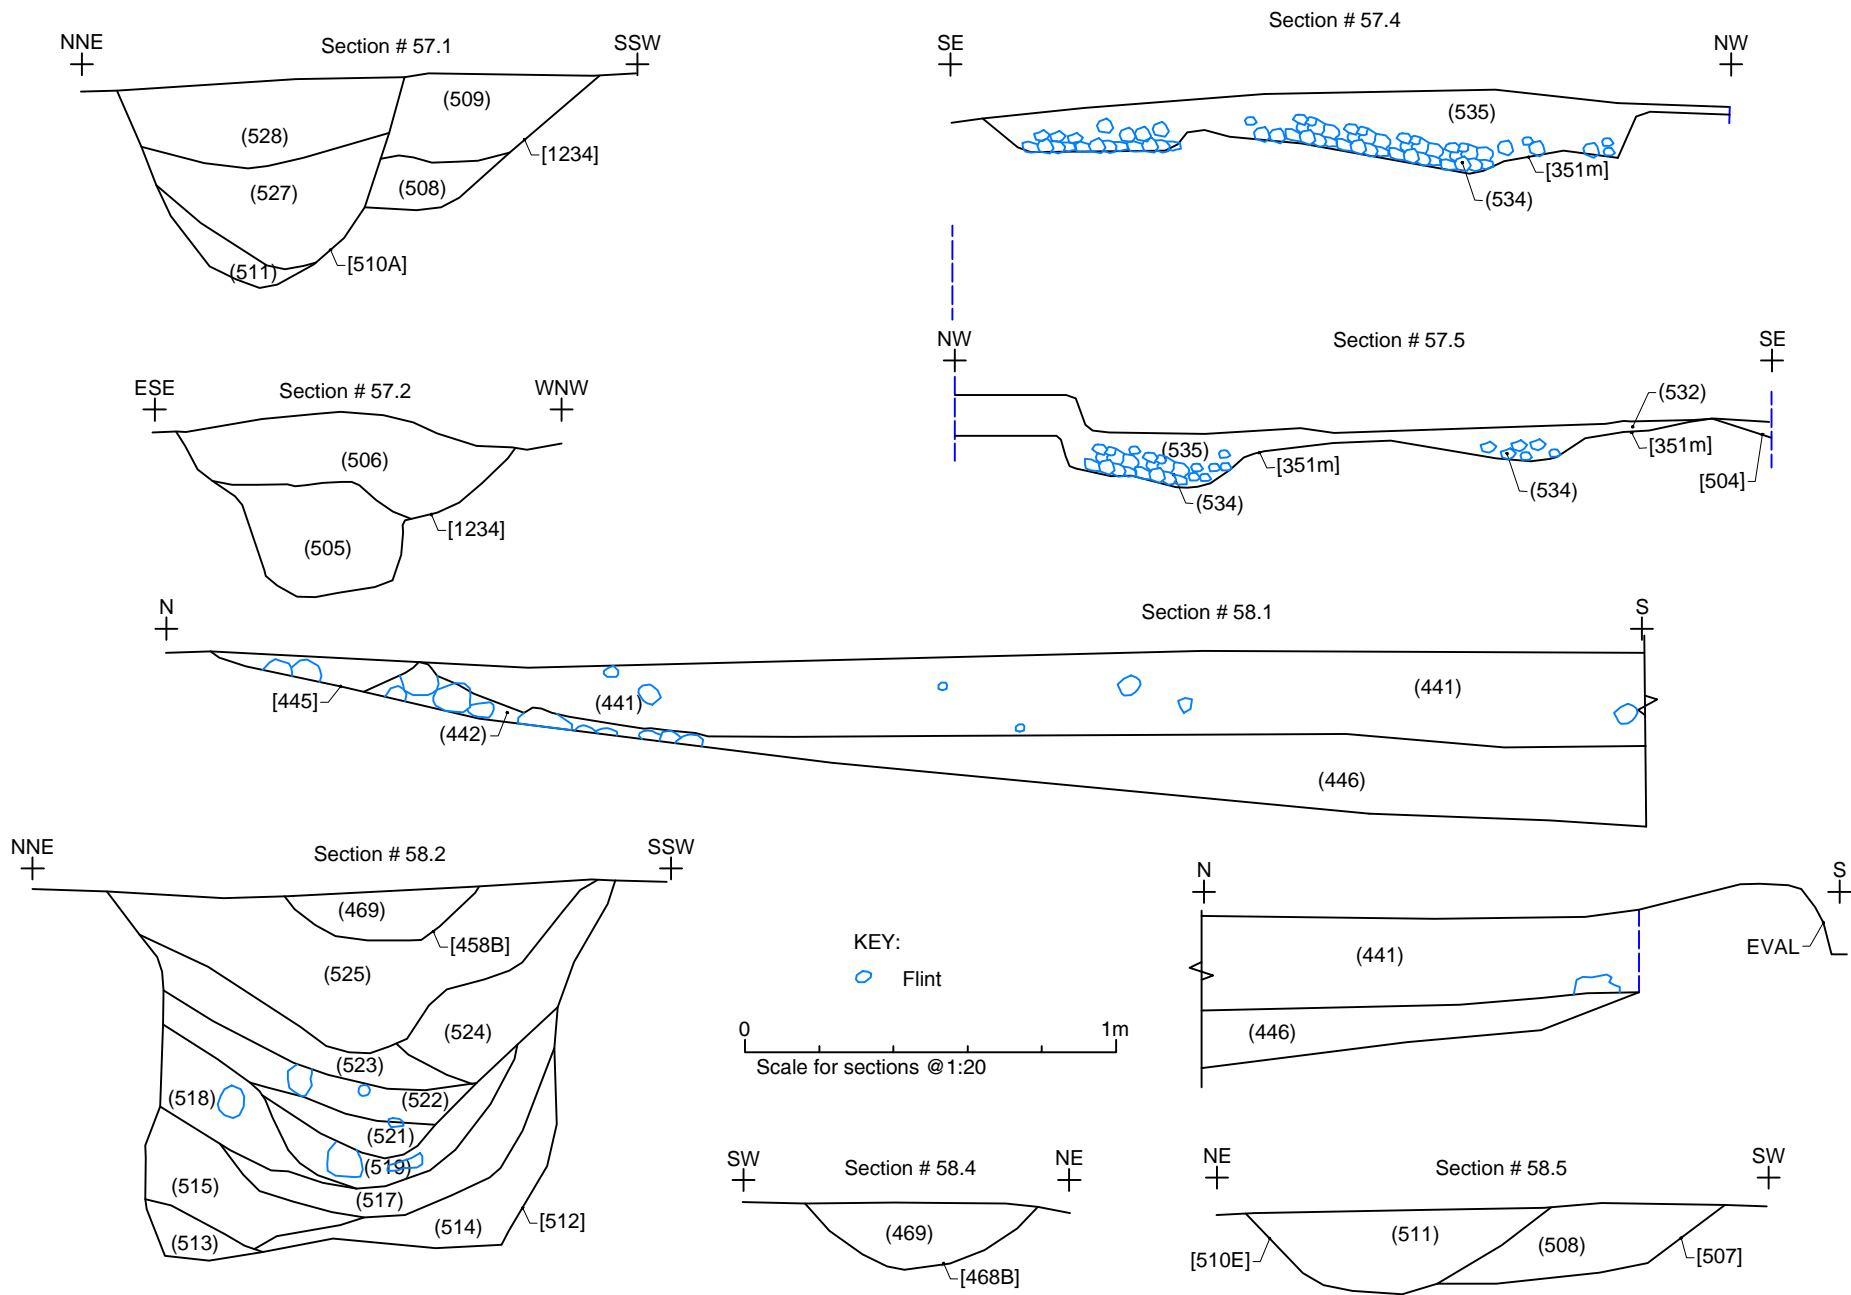 Section # 57.1
NNE
SSW
(509)
(528)
[1234]
(527)
(508)
(511)
[510A]
Section # 57.4
SE
NW
(535)
[351m]
(534)
Section # 57.2
ESE
WNW
(506)
[1234]
(505)
Section # 57.5
NW
SE
(532)
(535)
[351m]
[351m]
(534)
(534)
[504]
Section # 58.1
N
S
[445]
(441)
(441)
(442)
(446)
Section # 58.2
NNE
SSW
(469)
[458B]
(525)
(524)
(523)
(522)
(518)
(521)
(519)
(515)
(517)
(514)
[512]
(513)
KEY:
Flint
0
1m
Scale for sections @1:20
N
S
(441)
EVAL
(446)
Section # 58.4
SW
NE
(469)
[468B]
Section # 58.5
NE
SW
(511)
(508)
[510E]
[507]